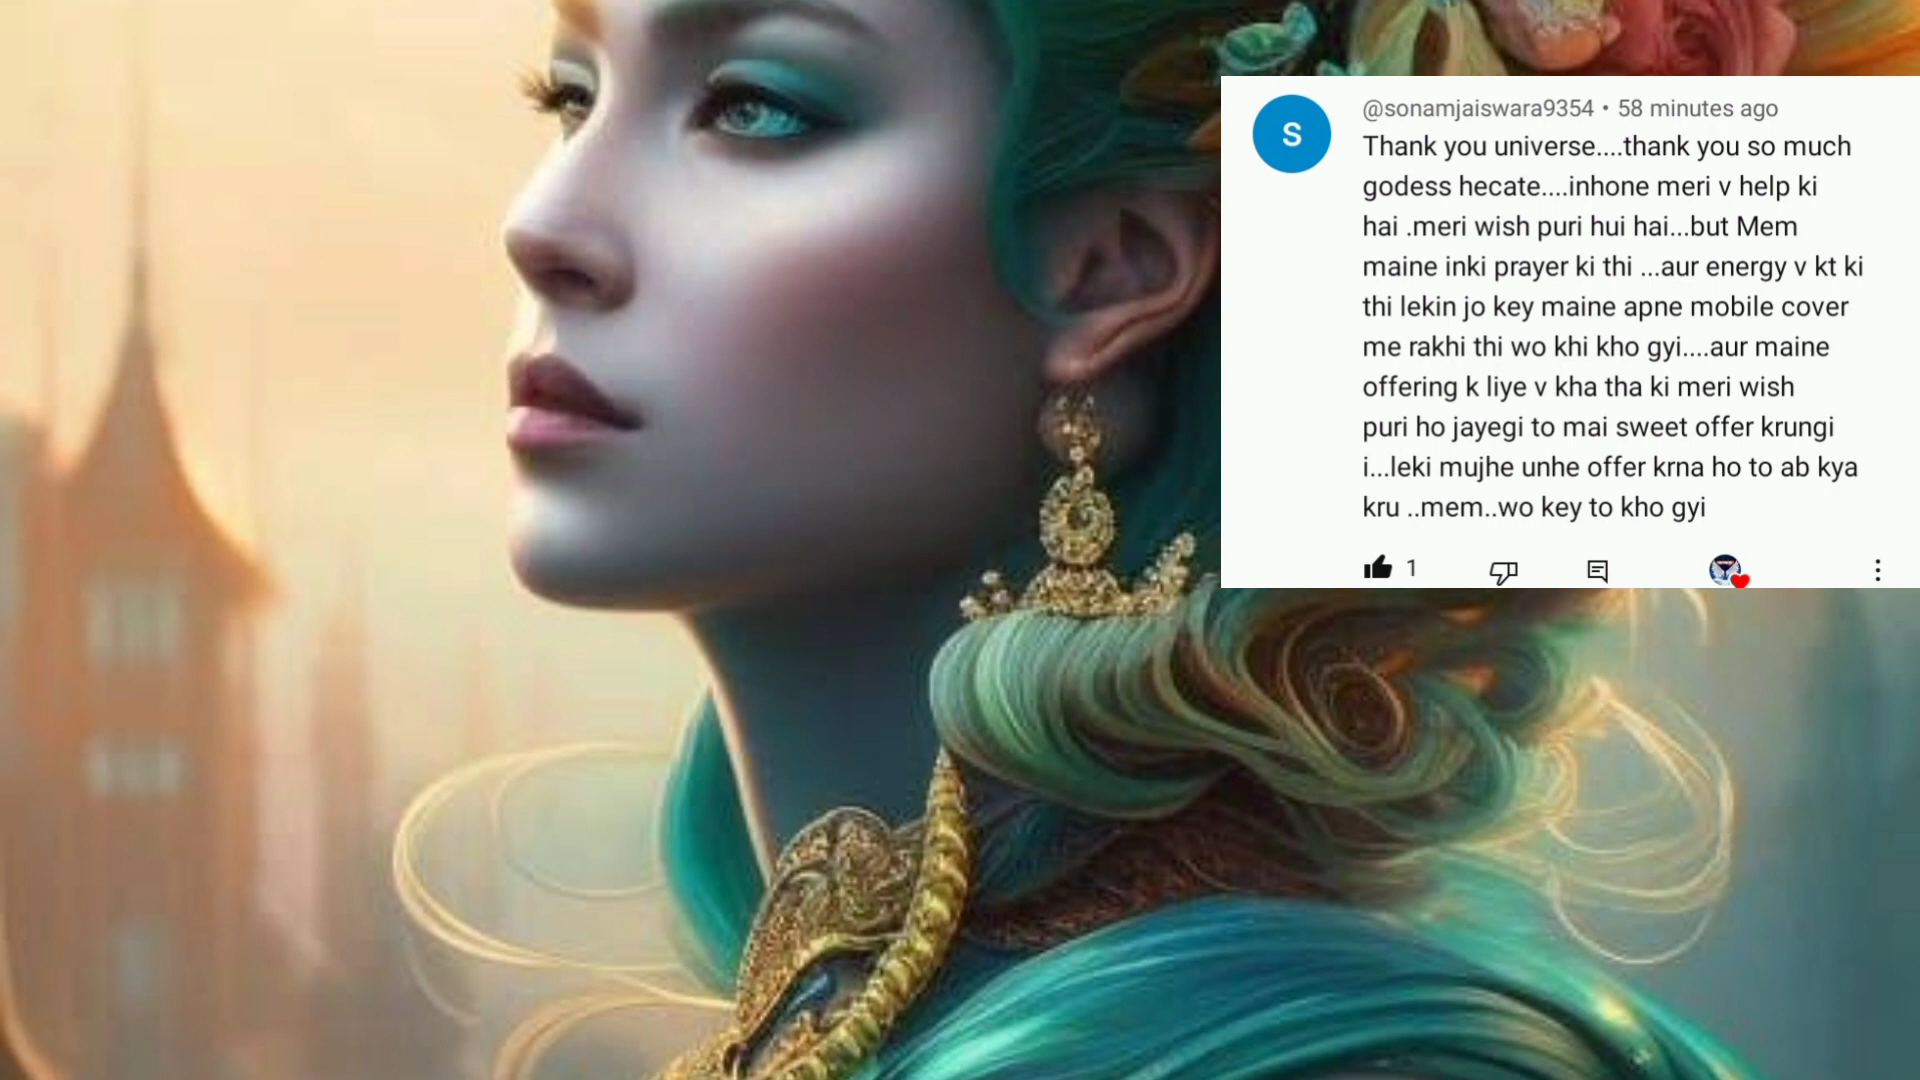 S
@sonamjaiswara9354 • 58 minutes ago
Thank you universe....thank you so much
godess hecate....inhone meri v help ki
hai .meri wish puri hui hai...but Mem
maine inki prayer ki thi ...aur energy v kt ki
thi lekin jo key maine apne mobile cover
me rakhi thi wo khi kho gyi....aur maine
offering k liye v kha tha ki meri wish
puri ho jayegi to mai sweet offer krungi
i...leki mujhe unhe offer krna ho to ab kya
kru ..mem..wo key to kho gyi
1